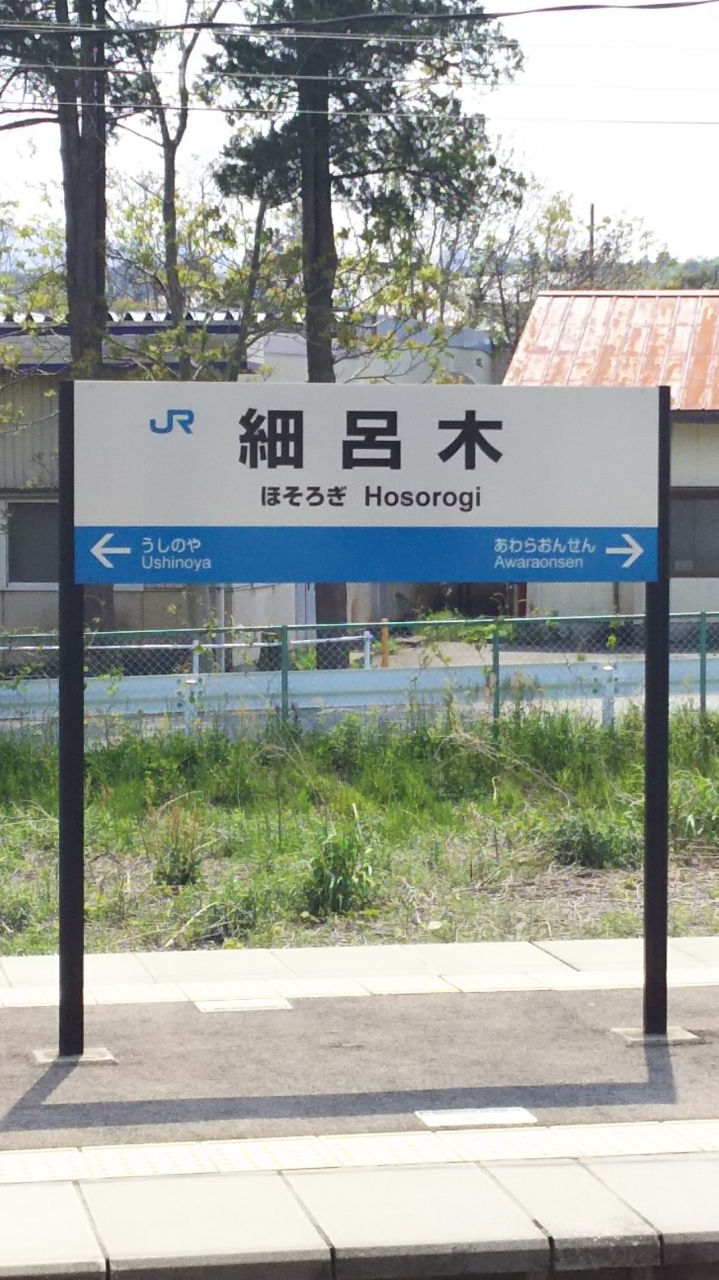 JR 細呂木
ほそろぎ Hosorogi
← うしのや
Ushinoya
あわらおんせん →
Awaraonsen